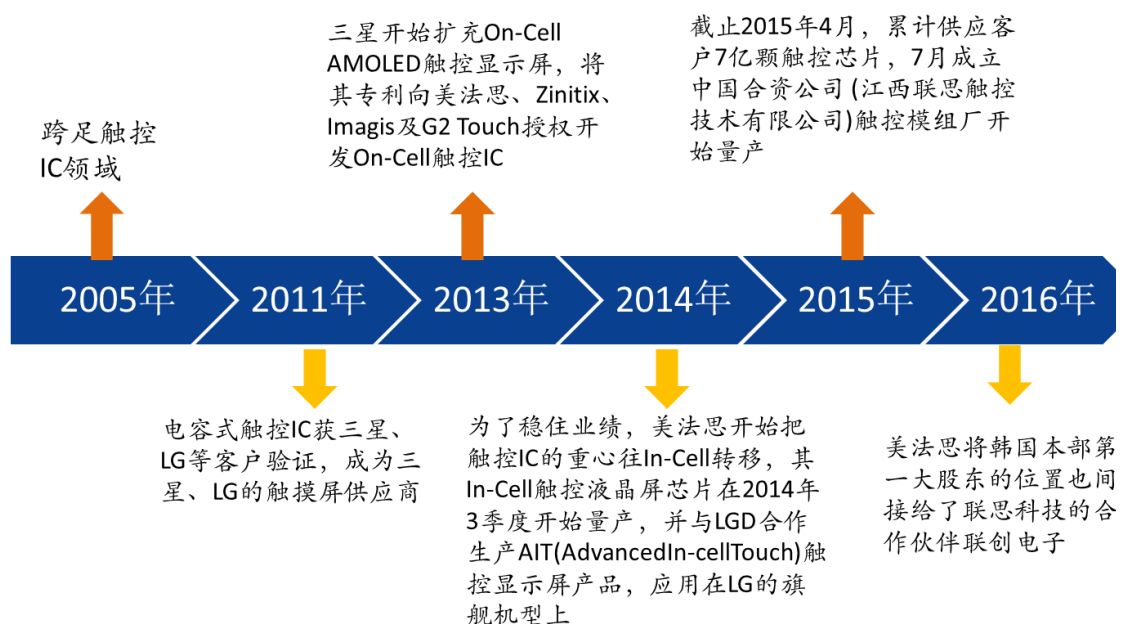 跨足触控
IC领域
三星开始扩充On-Cell
AMOLED触控显示屏，将
其专利向美法思、Zinitix、
Imagis及G2 Touch授权开
发On-Cell触控IC
截止2015年4月，累计供应客
户7亿颗触控芯片，7月成立
中国合资公司(江西联思触控
技术有限公司)触控模组厂开
始量产
2005年
2011年
2013年
2014年
2015年
2016年
电容式触控IC获三星、
LG等客户验证，成为三
星、LG的触摸屏供应商
为了稳住业绩，美法思开始把
触控IC的重心往In-Cell转移，其
In-Cell触控液晶屏芯片在2014年
3季度开始量产，并与LGD合作
生产AIT(AdvancedIn-cellTouch)触
控显示屏产品，应用在LG的旗
舰机型上
美法思将韩国本部第
一大股东的位置也间
接给了联思科技的合
作伙伴联创电子